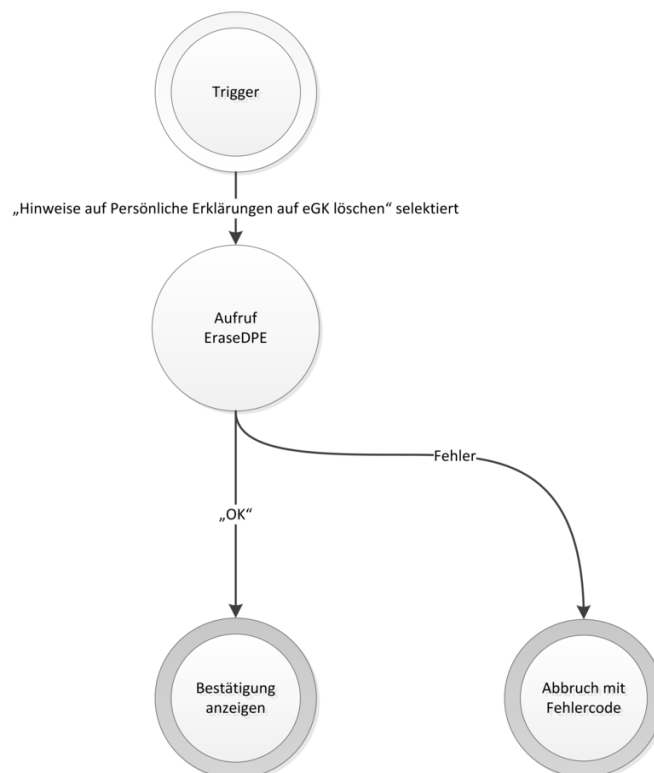 Trigger
„Hinweise auf Persönliche Erklärungen auf eGK löschen“ selektiert
Aufruf
EraseDPE
Fehler
„OK“
Bestätigung
anzeigen
Abbruch mit
Fehlercode